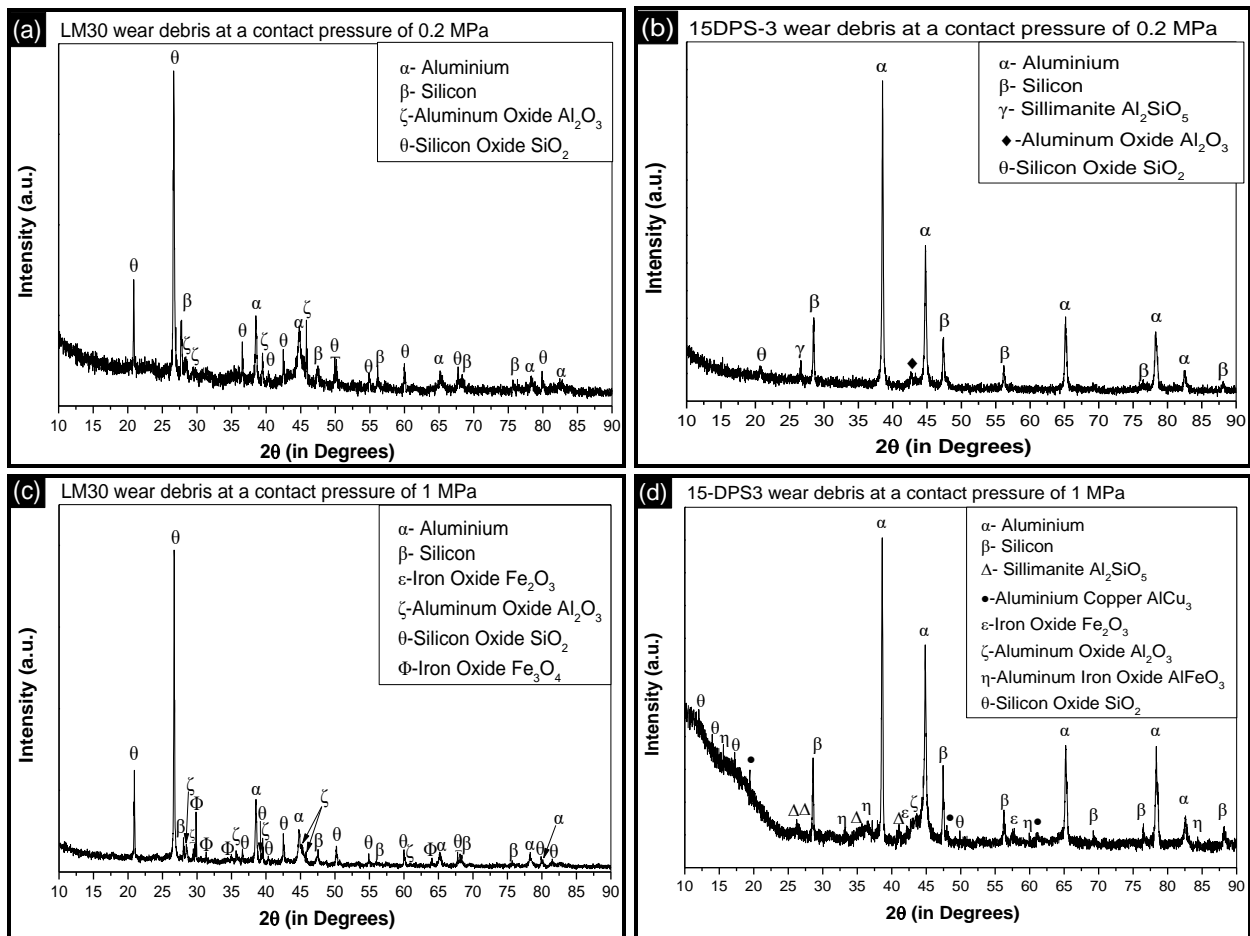 (a) LM30 wear debris at a contact pressure of 0.2 MPa
α- Aluminium
β- Silicon
ζ-Aluminum Oxide Al₂O₃
θ-Silicon Oxide SiO₂
Intensity (a.u.)
θ
θ
β
ζ
ζ
θ
α
ζ
θ
θ
α
ζ
β
θ
θ
β
θ
α
θ
β
β
α
θ
α
10 15 20 25 30 35 40 45 50 55 60 65 70 75 80 85 90
2θ (in Degrees)
(b) 15DPS-3 wear debris at a contact pressure of 0.2 MPa
α- Aluminium
β- Silicon
γ- Sillimanite Al₂SiO₅
♦-Aluminum Oxide Al₂O₃
θ-Silicon Oxide SiO₂
Intensity (a.u.)
θ
γ
β
α
♦
α
β
β
α
β
α
α
β
10 15 20 25 30 35 40 45 50 55 60 65 70 75 80 85 90
2θ (in Degrees)
(c) LM30 wear debris at a contact pressure of 1 MPa
α- Aluminium
β- Silicon
ε-Iron Oxide Fe₂O₃
ζ-Aluminum Oxide Al₂O₃
θ-Silicon Oxide SiO₂
Φ-Iron Oxide Fe₃O₄
Intensity (a.u.)
θ
θ
β
ζ
ζ
Φ
Φ
Φ
ζ
θ
α
θ
ζ
θ
θ
α
ζ
β
θ
θ
β
θ
ζ
Φ
α
θ
β
β
α
θ
θ
α
10 15 20 25 30 35 40 45 50 55 60 65 70 75 80 85 90
2θ (in Degrees)
(d) 15-DPS3 wear debris at a contact pressure of 1 MPa
α- Aluminium
β- Silicon
Δ- Sillimanite Al₂SiO₅
•-Aluminium Copper AlCu₃
ε-Iron Oxide Fe₂O₃
ζ-Aluminum Oxide Al₂O₃
η-Aluminum Iron Oxide AlFeO₃
θ-Silicon Oxide SiO₂
Intensity (a.u.)
θ
θ
η
θ
•
Δ
Δ
β
η
Δ
η
α
Δ
ε
ζ
α
β
•
θ
β
ε
η
•
α
β
β
α
α
η
β
10 15 20 25 30 35 40 45 50 55 60 65 70 75 80 85 90
2θ (in Degrees)